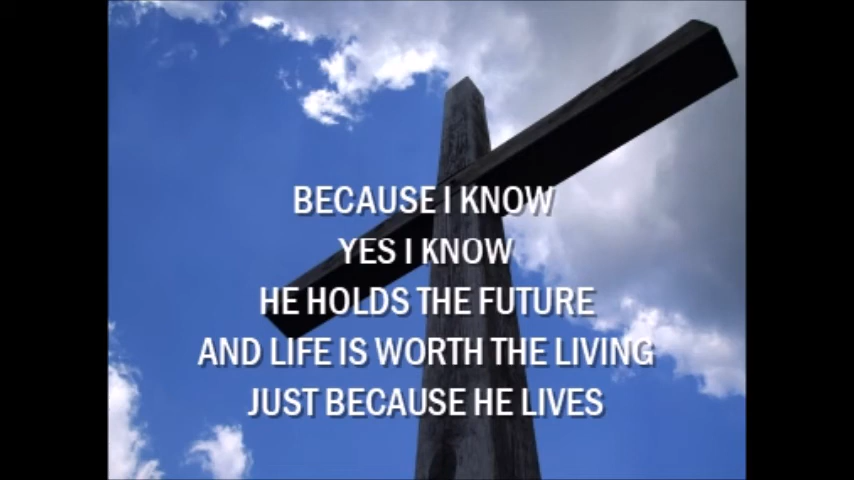 BECAUSE I KNOW
YES I KNOW
HE HOLDS THE FUTURE
AND LIFE IS WORTH THE LIVING
JUST BECAUSE HE LIVES